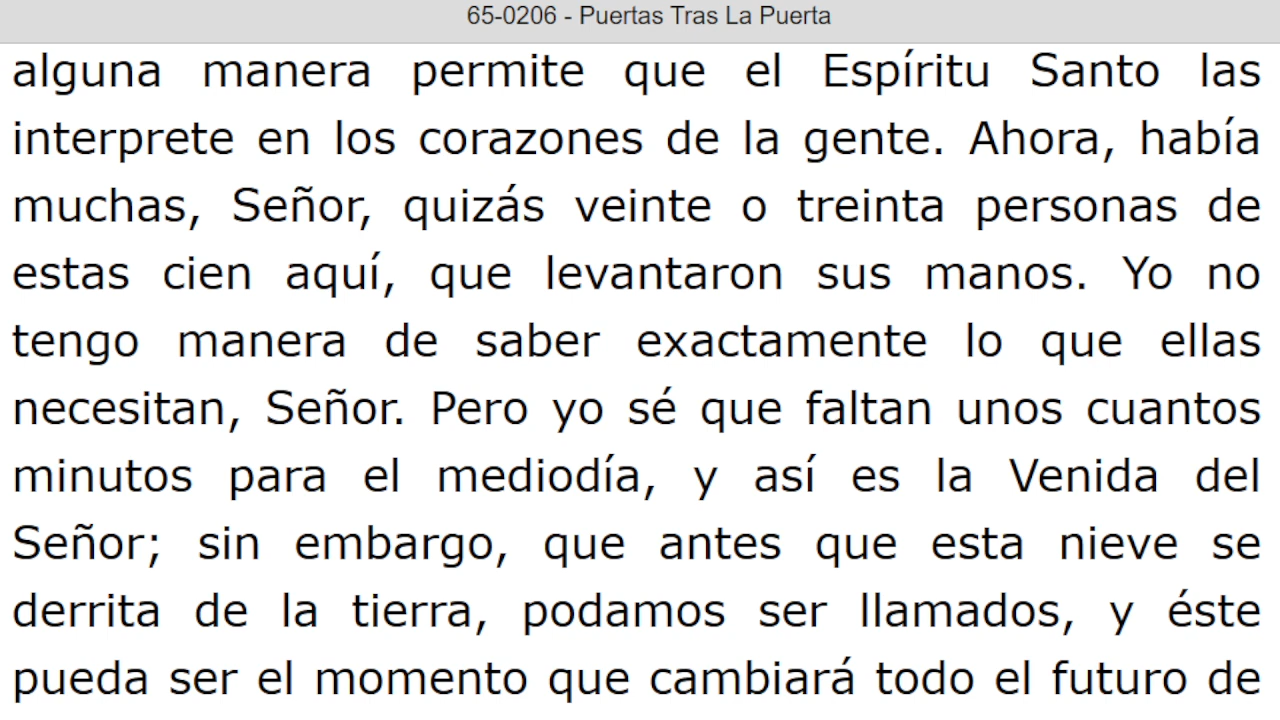 65-0206 - Puertas Tras La Puerta
alguna manera permite que el Espíritu Santo las
interprete en los corazones de la gente. Ahora, había
muchas, Señor, quizás veinte o treinta personas de
estas cien aquí, que levantaron sus manos. Yo no
tengo manera de saber exactamente lo que ellas
necesitan, Señor. Pero yo sé que faltan unos cuantos
minutos para el mediodía, y así es la Venida del
Señor; sin embargo, que antes que esta nieve se
derrita de la tierra, podamos ser llamados, y éste
pueda ser el momento que cambiará todo el futuro de